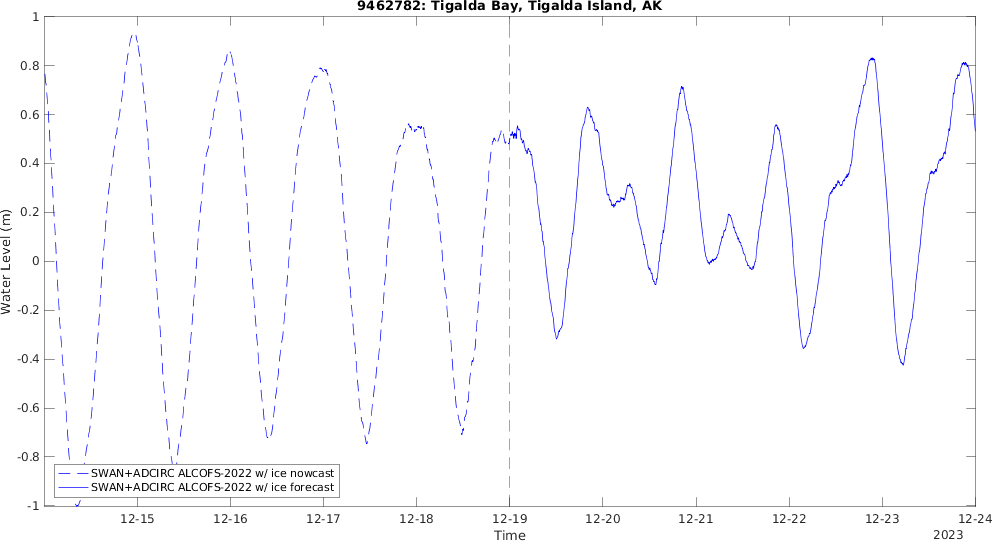 9462782: Tigalda Bay, Tigalda Island, AK
1
0.8
0.6
0.4
0.2
0
-0.2
-0.4
-0.6
-0.8
-1
Water Level (m)
SWAN+ADCIRC ALCOFS-2022 w/ ice nowcast
SWAN+ADCIRC ALCOFS-2022 w/ ice forecast
12-15 12-16 12-17 12-18 12-19 12-20 12-21 12-22 12-23 12-24
Time
2023